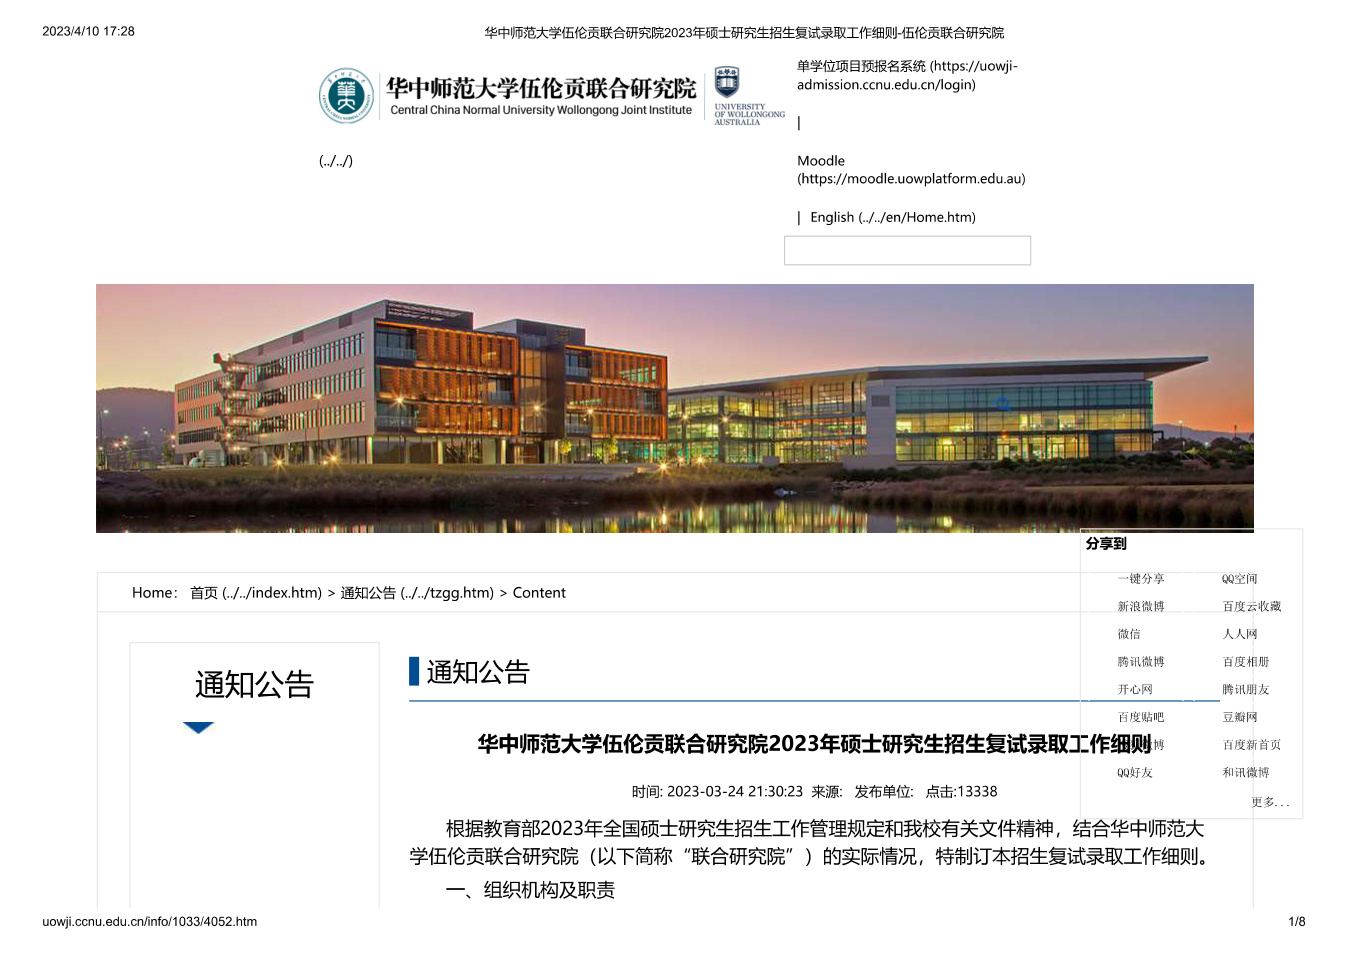 2023/4/10 17:28
华中师范大学伍伦贡联合研究院2023年硕士研究生招生复试录取工作细则-伍伦贡联合研究院
华中师范大学伍伦贡联合研究院
Central China Normal University Wollongong Joint Institute
UNIVERSITY
OF WOLLONGONG
AUSTRALIA
(../../)
单学位项目预报名系统 (https://uowji-
admission.ccnu.edu.cn/login)
|
Moodle
(https://moodle.uowplatform.edu.au)
| English (../../en/Home.htm)
分享到
一键分享 QQ空间
新浪微博 百度云收藏
微信 人人网
腾讯微博 百度相册
开心网 腾讯朋友
百度贴吧 豆瓣网
微博 百度新首页
QQ好友 和讯微博
更多...
Home： 首页 (../../index.htm) > 通知公告 (../../tzgg.htm) > Content
通知公告
通知公告
华中师范大学伍伦贡联合研究院2023年硕士研究生招生复试录取工作细则
时间: 2023-03-24 21:30:23 来源: 发布单位: 点击:13338
根据教育部2023年全国硕士研究生招生工作管理规定和我校有关文件精神，结合华中师范大
学伍伦贡联合研究院（以下简称“联合研究院”）的实际情况，特制订本招生复试录取工作细则。
一、组织机构及职责
uowji.ccnu.edu.cn/info/1033/4052.htm
1/8